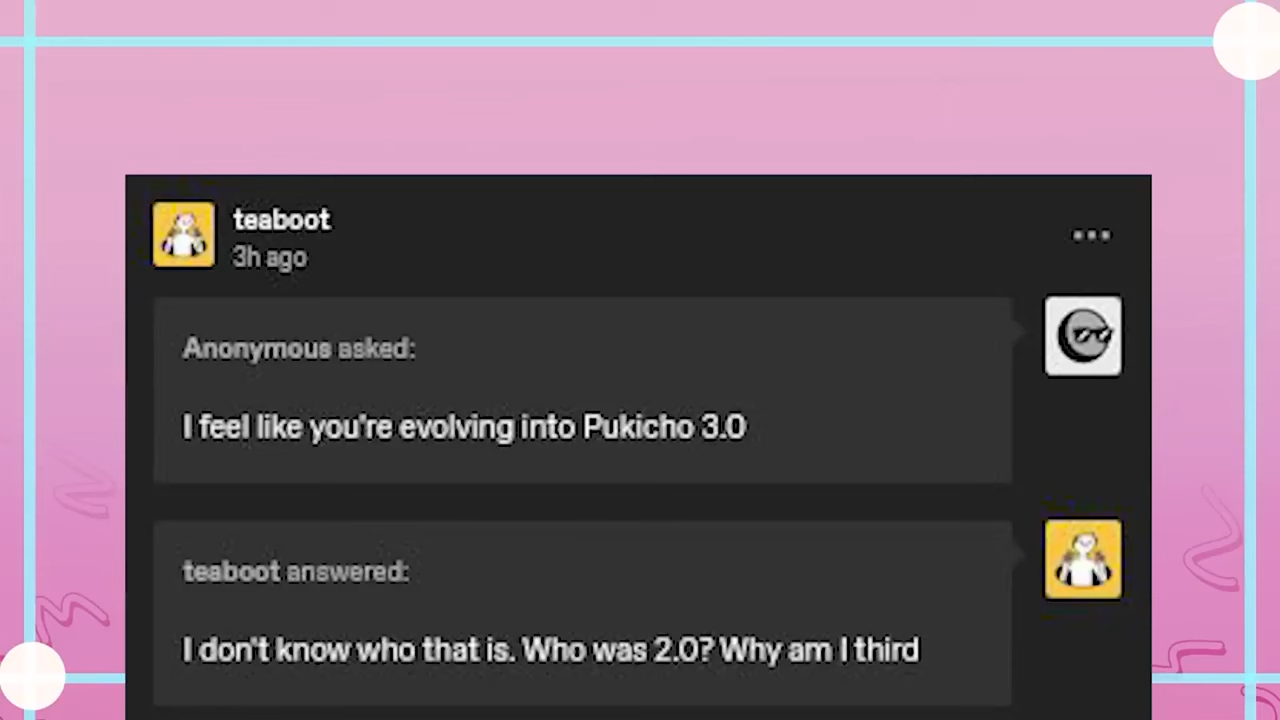 teaboot
3h ago
Anonymous asked:
I feel like you're evolving into Pukicho 3.0
teaboot answered:
I don't know who that is. Who was 2.0? Why am I third